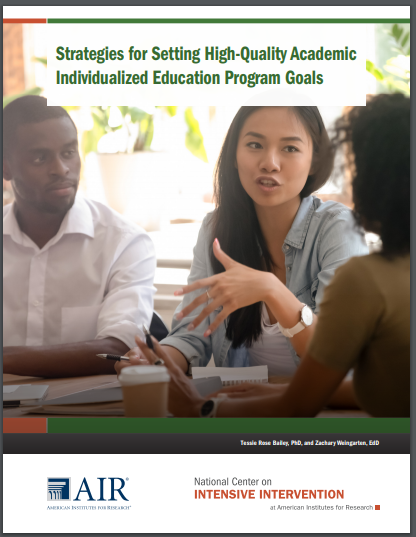 Strategies for Setting High-Quality Academic
Individualized Education Program Goals
Tessie Rose Bailey, PhD, and Zachary Weingarten, EdD
AIR®
AMERICAN INSTITUTES FOR RESEARCH®
National Center on
INTENSIVE INTERVENTION
at American Institutes for Research